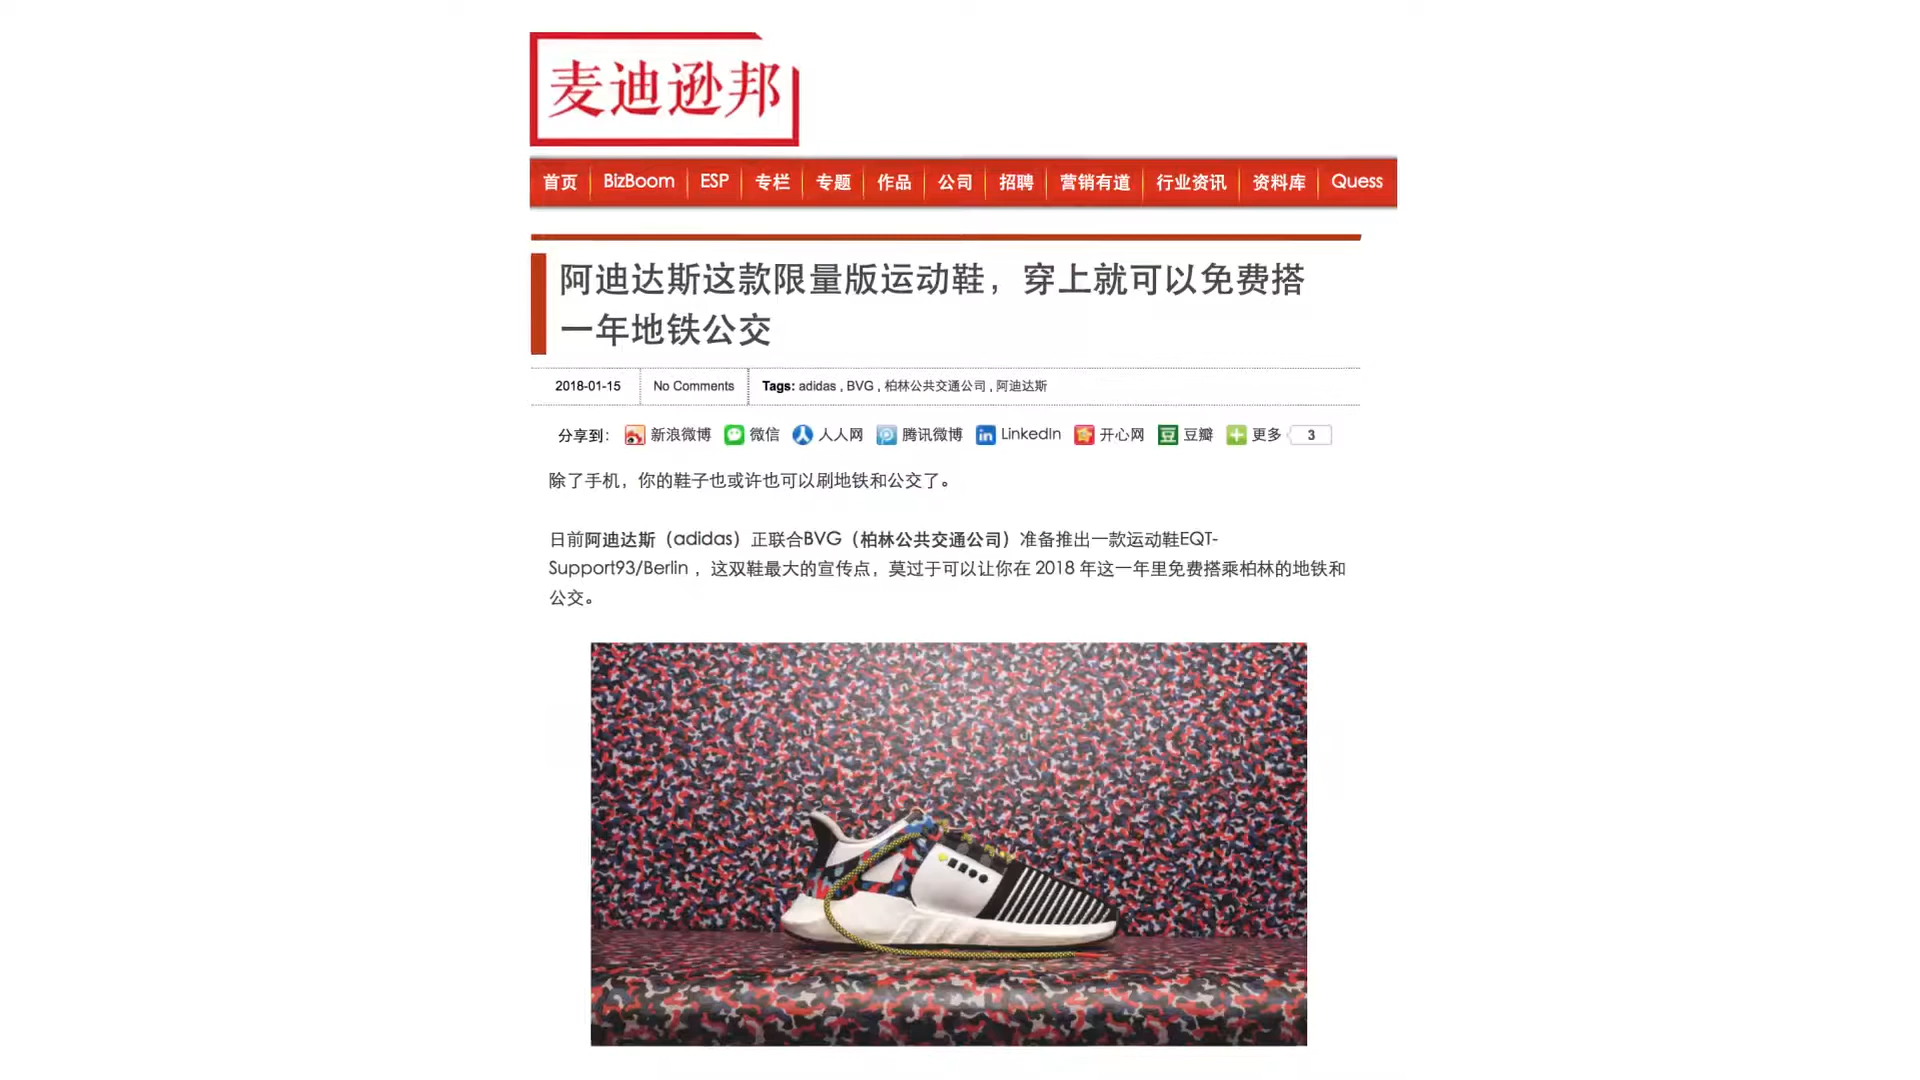 麦迪逊邦
首页 BizBoom ESP 专栏 专题 作品 公司 招聘 营销有道 行业资讯 资料库 Quess
阿迪达斯这款限量版运动鞋，穿上就可以免费搭
一年地铁公交
2018-01-15 No Comments Tags: adidas , BVG , 柏林公共交通公司 , 阿迪达斯
分享到： 新浪微博 微信 人人网 腾讯微博 LinkedIn 开心网 豆瓣 更多 3
除了手机，你的鞋子也或许也可以刷地铁和公交了。
日前阿迪达斯（adidas）正联合BVG（柏林公共交通公司）准备推出一款运动鞋EQT-
Support93/Berlin ，这双鞋最大的宣传点，莫过于可以让你在 2018 年这一年里免费搭乘柏林的地铁和
公交。